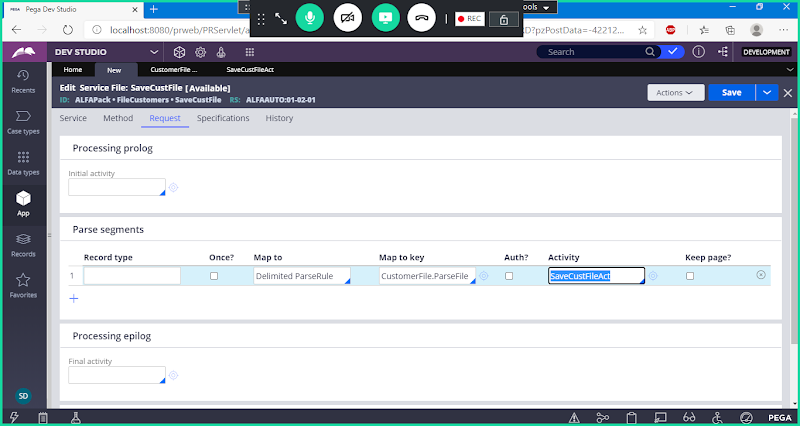 PEGA Pega Dev Studio
localhost:8080/prweb/PRServlet/a
D?pzPostData=-42212...
ools
REC
DEV STUDIO
Search
DEVELOPMENT
Home
New
CustomerFile ...
SaveCustFileAct
Edit Service File: SaveCustFile [Available]
ID: ALFAPack • FileCustomers • SaveCustFile RS: ALFAAUTO:01-02-01
Actions
Save
Service
Method
Request
Specifications
History
Recents
Case types
Data types
App
Records
Favorites
SD
Processing prolog
Initial activity
Parse segments
Record type
Once?
Map to
Map to key
Auth?
Activity
Keep page?
1
Delimited ParseRule
CustomerFile.ParseFile
SaveCustFileAct
Processing epilog
Final activity
PEGA